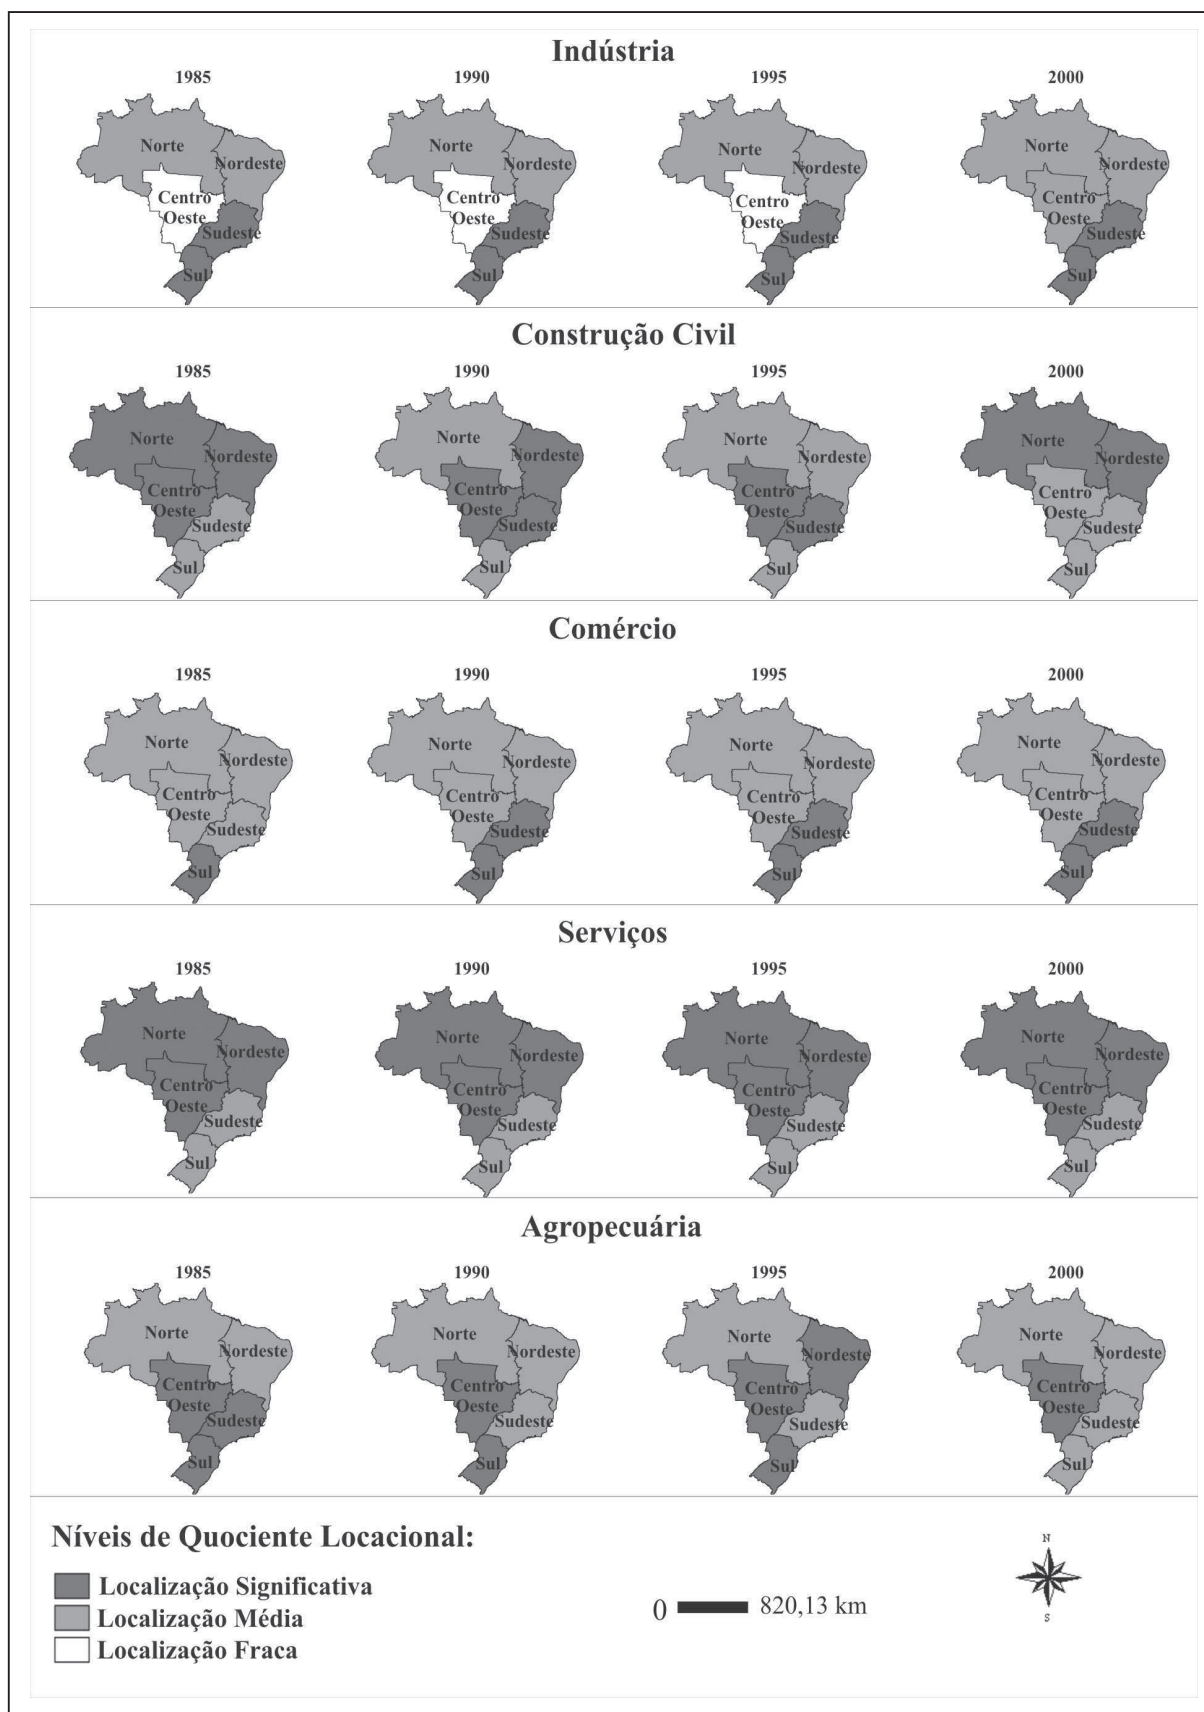 Indústria
1985 1990 1995 2000
Norte Norte Norte Norte
Nordeste Nordeste Nordeste Nordeste
Centro Centro Centro Centro
Oeste Oeste Oeste Oeste
Sudeste Sudeste Sudeste Sudeste
Sul Sul Sul Sul
Construção Civil
1985 1990 1995 2000
Norte Norte Norte Norte
Nordeste Nordeste Nordeste Nordeste
Centro Centro Centro Centro
Oeste Oeste Oeste Oeste
Sudeste Sudeste Sudeste Sudeste
Sul Sul Sul Sul
Comércio
1985 1990 1995 2000
Norte Norte Norte Norte
Nordeste Nordeste Nordeste Nordeste
Centro Centro Centro Centro
Oeste Oeste Oeste Oeste
Sudeste Sudeste Sudeste Sudeste
Sul Sul Sul Sul
Serviços
1985 1990 1995 2000
Norte Norte Norte Norte
Nordeste Nordeste Nordeste Nordeste
Centro Centro Centro Centro
Oeste Oeste Oeste Oeste
Sudeste Sudeste Sudeste Sudeste
Sul Sul Sul Sul
Agropecuária
1985 1990 1995 2000
Norte Norte Norte Norte
Nordeste Nordeste Nordeste Nordeste
Centro Centro Centro Centro
Oeste Oeste Oeste Oeste
Sudeste Sudeste Sudeste Sudeste
Sul Sul Sul Sul
Níveis de Quociente Locacional:
Localização Significativa
Localização Média
Localização Fraca
0 820,13 km
N
S